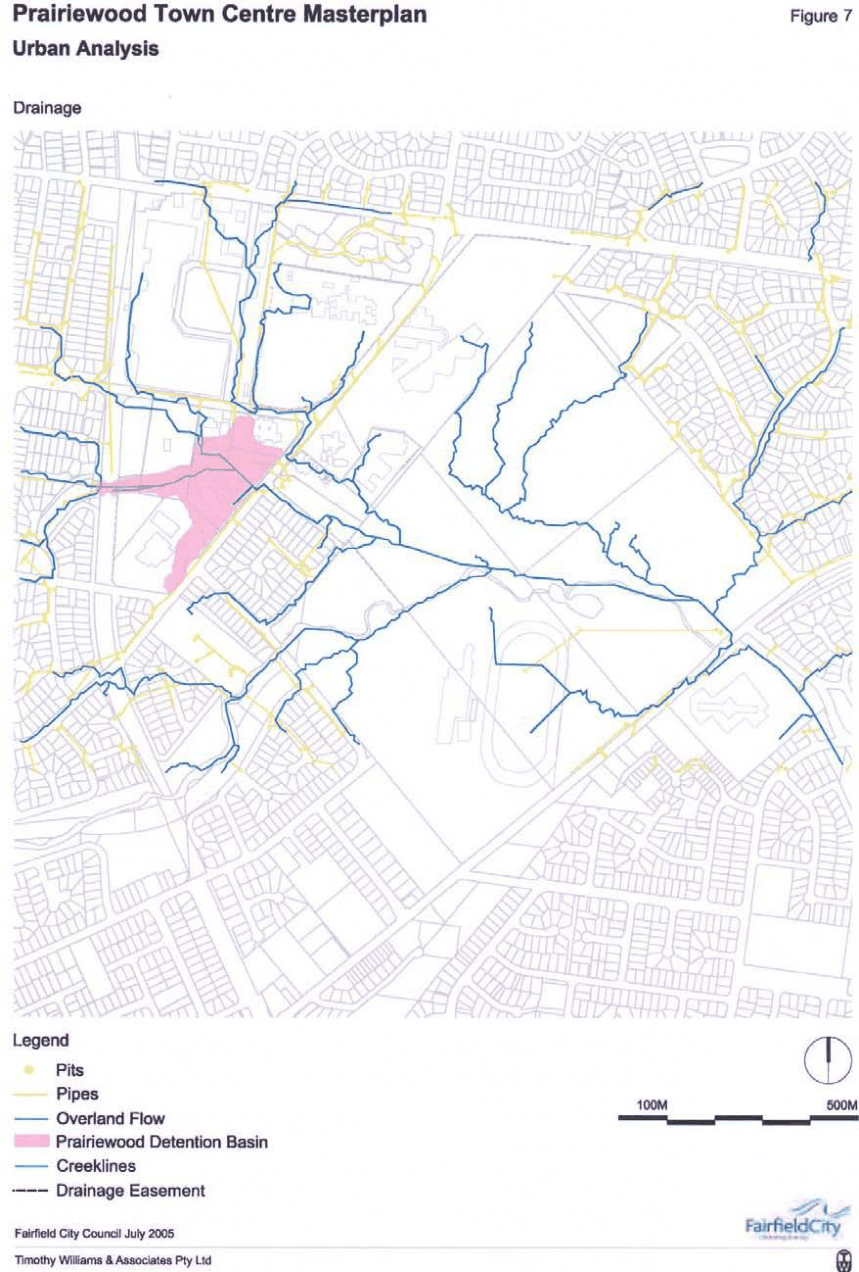 Prairiewood Town Centre Masterplan
Figure 7
Urban Analysis
Drainage
Legend
Pits
Pipes
Overland Flow
Prairiewood Detention Basin
Creeklines
Drainage Easement
100M
500M
Fairfield City Council July 2005
FairfieldCity
Timothy Williams & Associates Pty Ltd